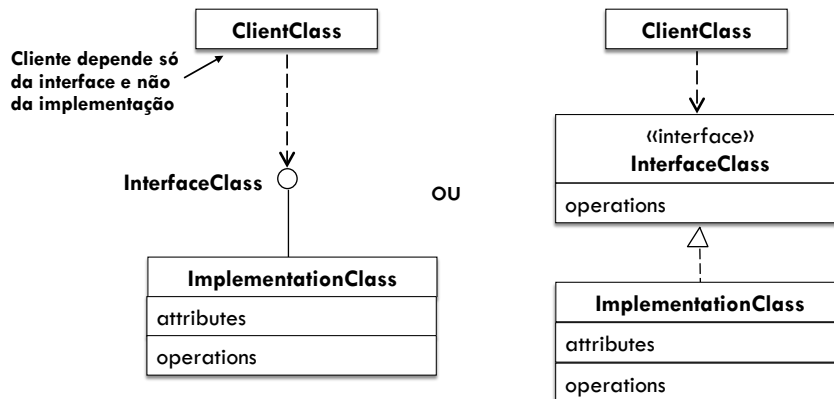 ClientClass
Cliente depende só
da interface e não
da implementação
InterfaceClass
ImplementationClass
attributes
operations
OU
ClientClass
«interface»
InterfaceClass
operations
ImplementationClass
attributes
operations